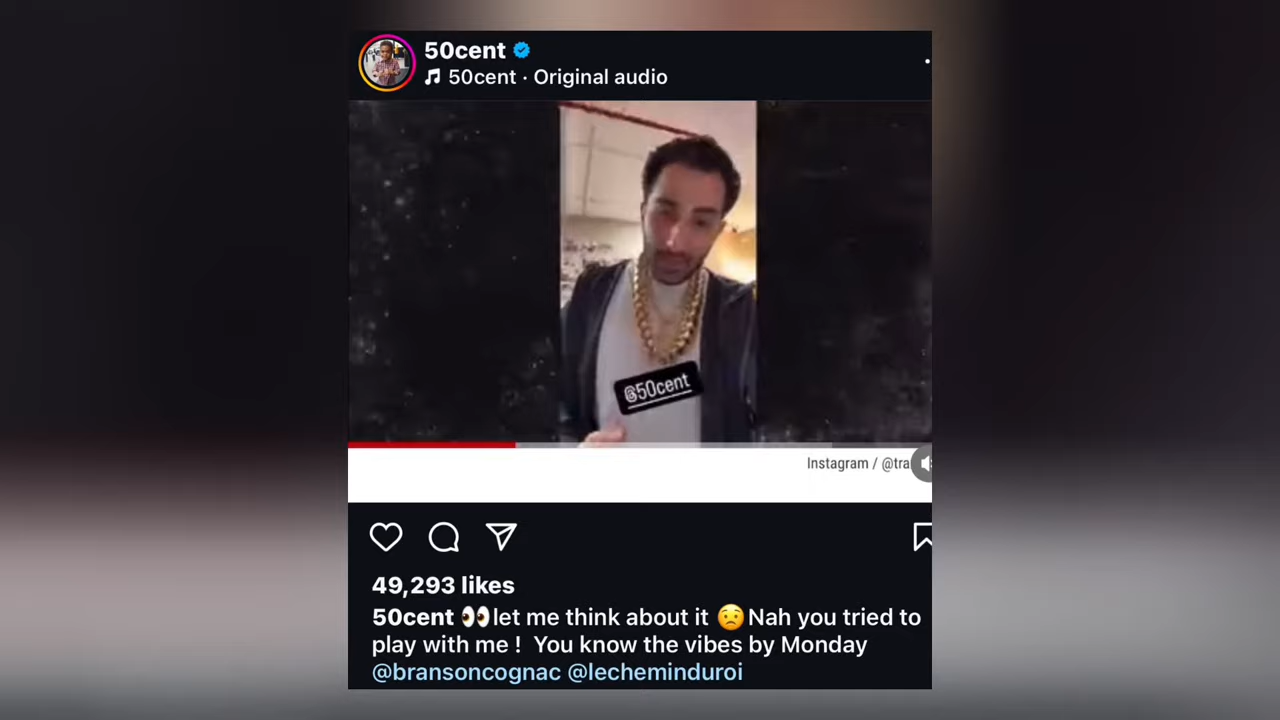 50cent
50cent · Original audio
@50cent
Instagram / @tra
49,293 likes
50cent 👀let me think about it 😟Nah you tried to
play with me ! You know the vibes by Monday
@bransoncognac @lecheminduroi